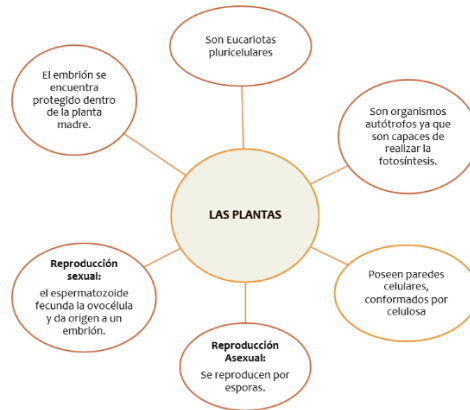 Son Eucariotas
pluricelulares
El embrión se
encuentra
protegido dentro
de la planta
madre.
Son organismos
autótrofos ya que
son capaces de
realizar la
fotosíntesis.
LAS PLANTAS
Reproducción
sexual:
el espermatozoide
fecunda la ovocélula
y da origen a un
embrión.
Poseen paredes
celulares,
conformados por
celulosa
Reproducción
Asexual:
Se reproducen por
esporas.